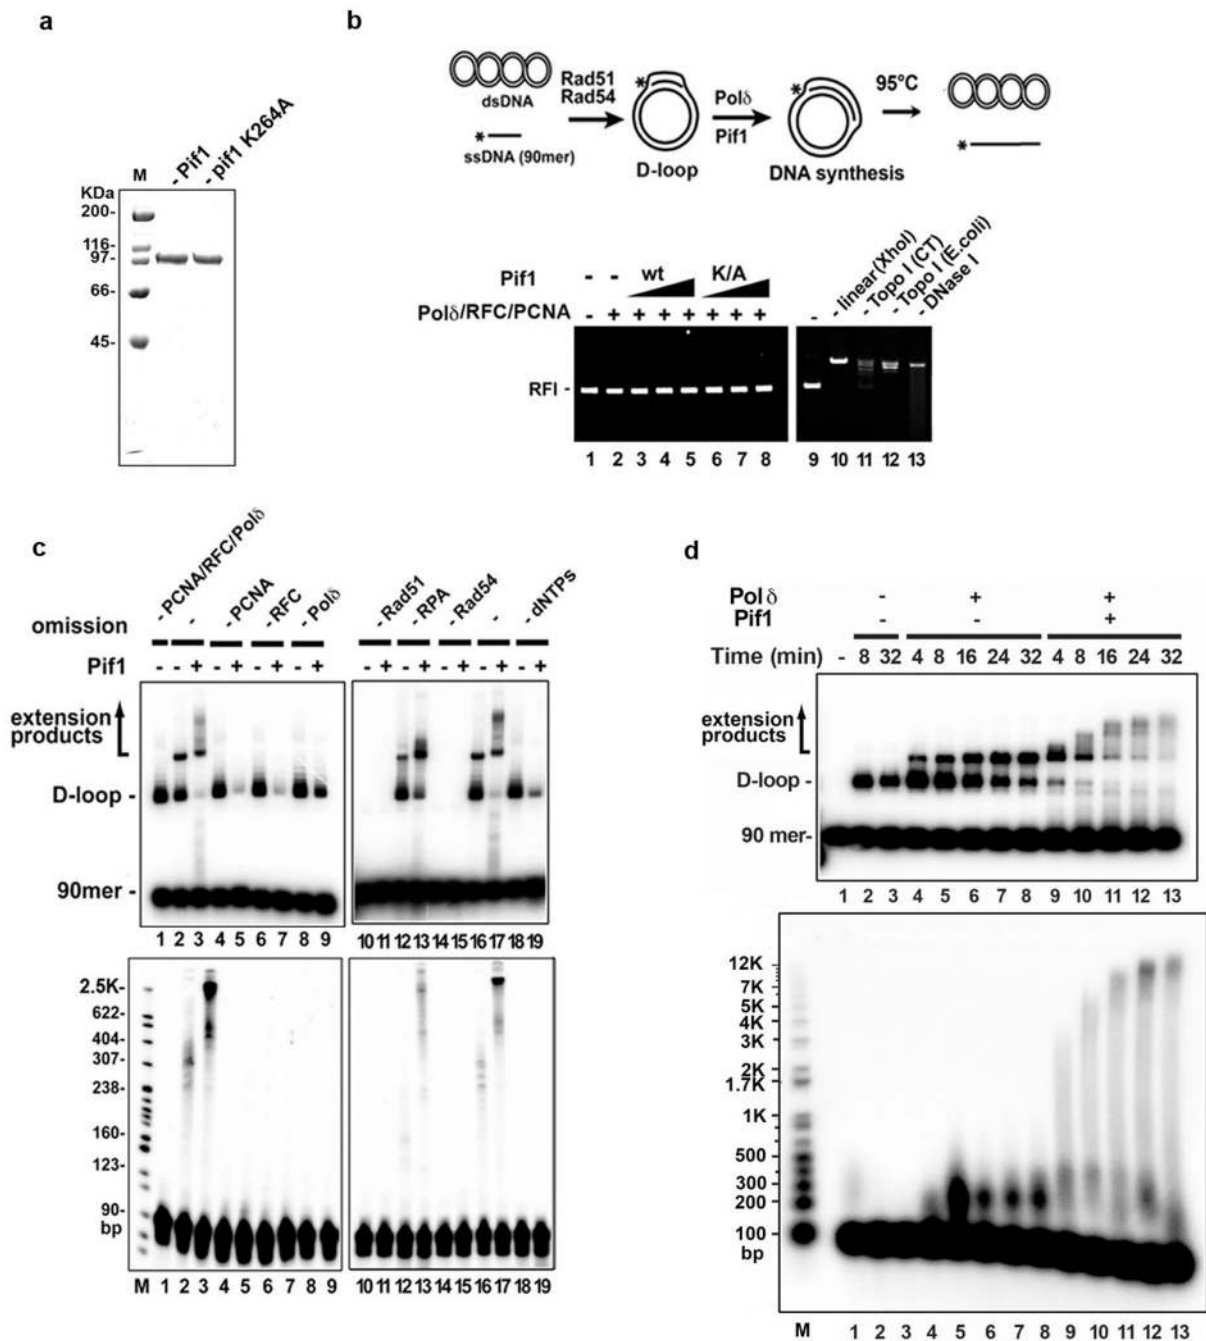 a
b
KDa
M
- Pif1
- pif1 K264A
200-
116-
97-
66-
45-
dsDNA
*
ssDNA (90mer)
Rad51
Rad54
*
D-loop
Polδ
Pif1
*
DNA synthesis
95°C
*
Pif1 - - wt K/A
Polδ/RFC/PCNA - + + + + + + +
- - linear (XhoI) - Topo I (CT) - Topo I (E.coli) - DNase I
RFI -
1 2 3 4 5 6 7 8 9 10 11 12 13
c
omission
- PCNA/RFC/Polδ - - PCNA - RFC - Polδ - Rad51 - RPA - Rad54 - - dNTPs
Pif1 - - + - + - + - + - + - + - + - + - +
extension
products
D-loop -
90mer -
1 2 3 4 5 6 7 8 9 10 11 12 13 14 15 16 17 18 19
2.5K-
622-
404-
307-
238-
160-
123-
90-
bp
M 1 2 3 4 5 6 7 8 9 10 11 12 13 14 15 16 17 18 19
d
Pol δ - + +
Pif1 - - +
Time (min) - 8 32 4 8 16 24 32 4 8 16 24 32
extension
products
D-loop -
90 mer-
1 2 3 4 5 6 7 8 9 10 11 12 13
12K
7K
5K
4K
3K
2K
1.7K
1K
500
300
200
100
bp
M 1 2 3 4 5 6 7 8 9 10 11 12 13